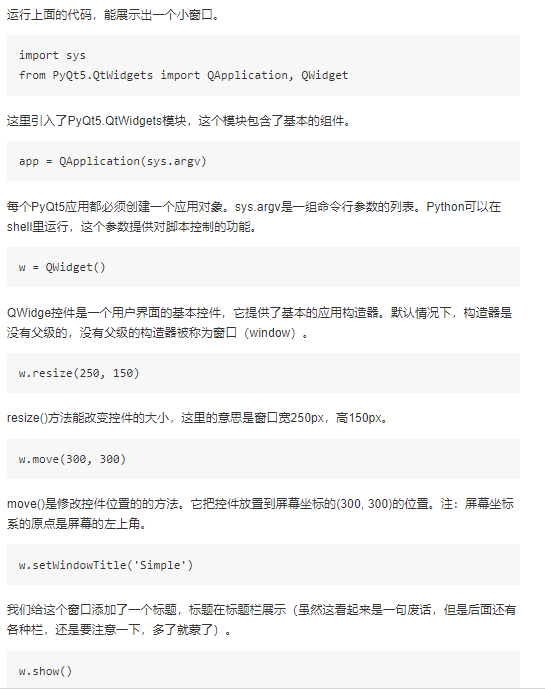 运行上面的代码，能展示出一个小窗口。
import sys
from PyQt5.QtWidgets import QApplication, QWidget
这里引入了PyQt5.QtWidgets模块，这个模块包含了基本的组件。
app = QApplication(sys.argv)
每个PyQt5应用都必须创建一个应用对象。sys.argv是一组命令行参数的列表。Python可以在
shell里运行，这个参数提供对脚本控制的功能。
w = QWidget()
QWidge控件是一个用户界面的基本控件，它提供了基本的应用构造器。默认情况下，构造器是
没有父级的，没有父级的构造器被称为窗口（window）。
w.resize(250, 150)
resize()方法能改变控件的大小，这里的意思是窗口宽250px，高150px。
w.move(300, 300)
move()是修改控件位置的的方法。它把控件放置到屏幕坐标的(300, 300)的位置。注：屏幕坐标
系的原点是屏幕的左上角。
w.setWindowTitle('Simple')
我们给这个窗口添加了一个标题，标题在标题栏展示（虽然这看起来是一句废话，但是后面还有
各种栏，还是要注意一下，多了就蒙了）。
w.show()